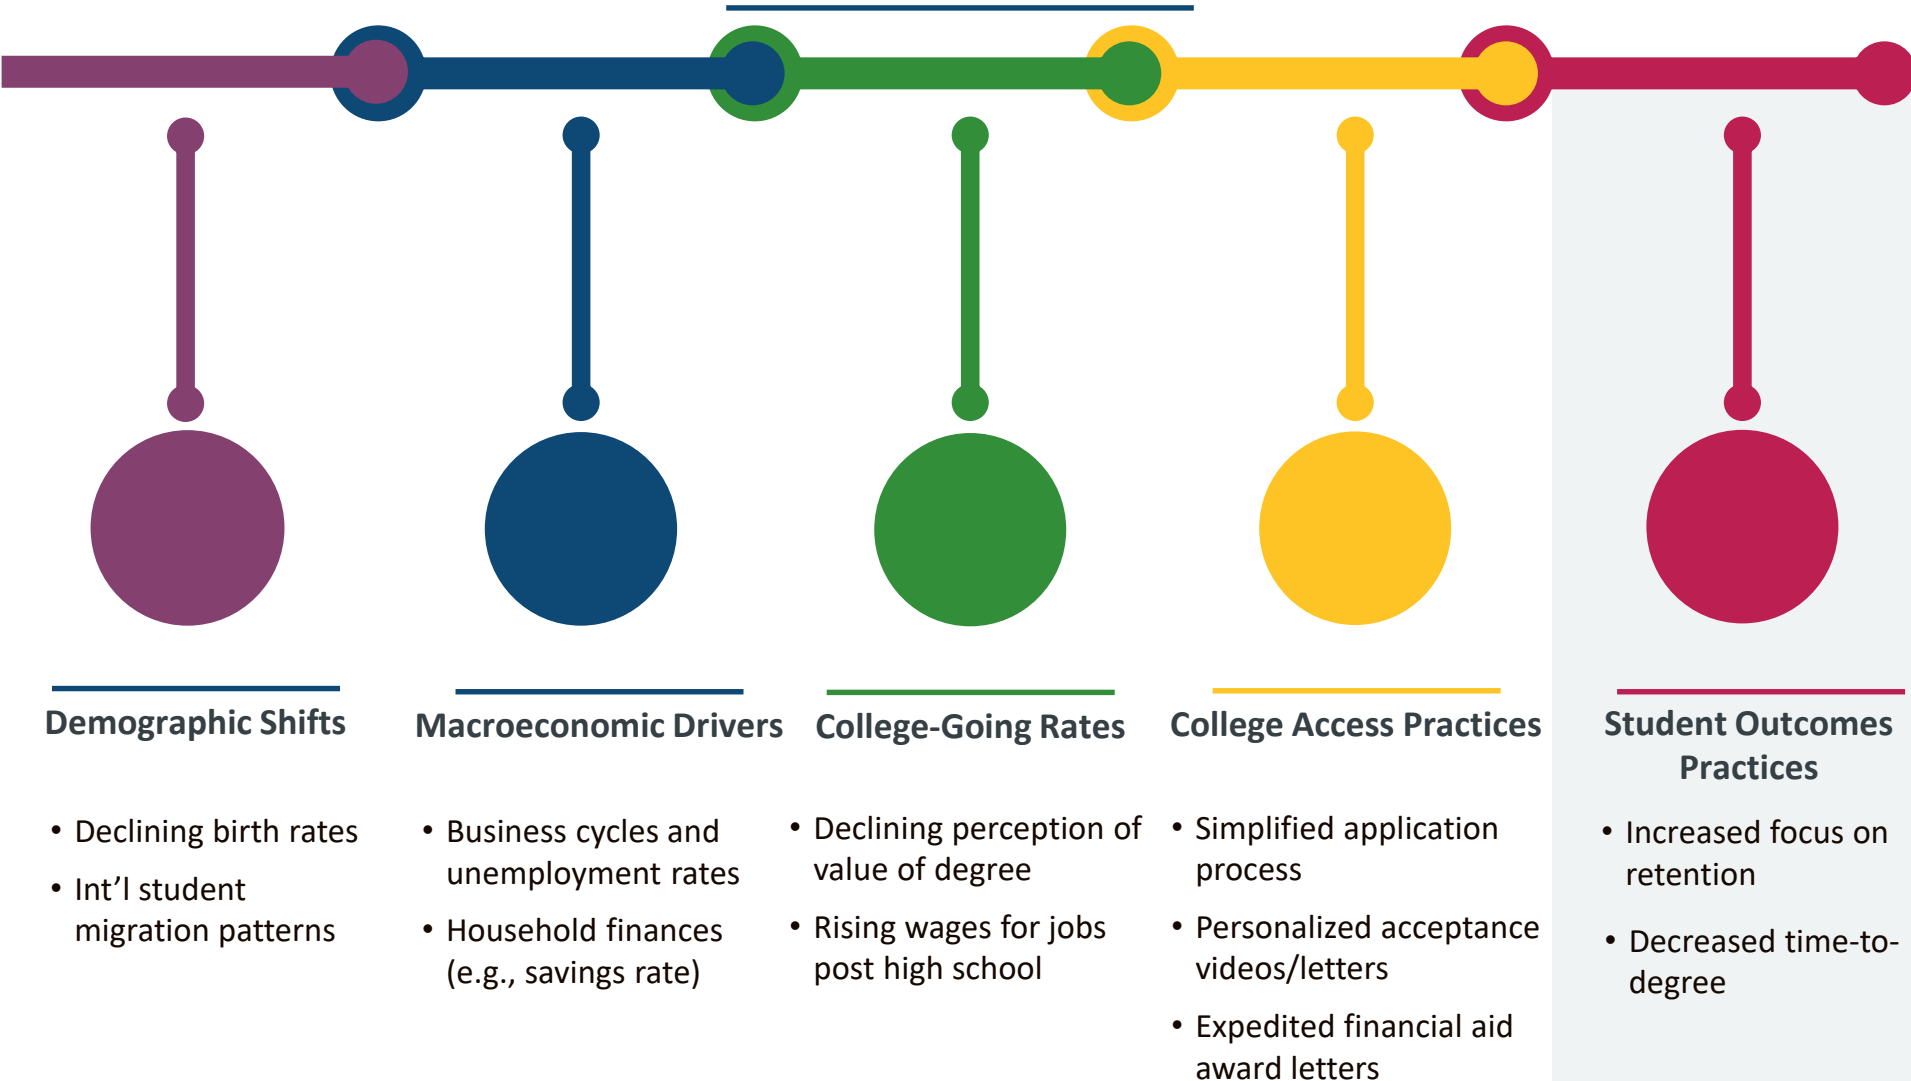 Demographic Shifts
• Declining birth rates
• Int’l student
migration patterns
Macroeconomic Drivers
• Business cycles and
unemployment rates
• Household finances
(e.g., savings rate)
College-Going Rates
• Declining perception of
value of degree
• Rising wages for jobs
post high school
College Access Practices
• Simplified application
process
• Personalized acceptance
videos/letters
• Expedited financial aid
award letters
Student Outcomes
Practices
• Increased focus on
retention
• Decreased time-to-
degree